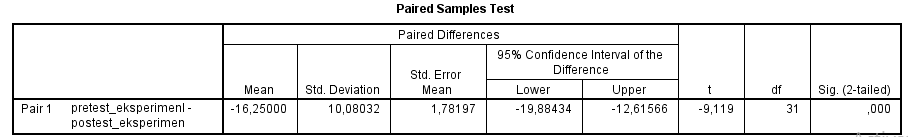 Paired Samples Test
Paired Differences
95% Confidence Interval of the
Difference
Std. Error
Mean Std. Deviation Mean Lower Upper t df Sig. (2-tailed)
Pair 1 pretest_eksperimenl - -16,25000 10,08032 1,78197 -19,88434 -12,61566 -9,119 31 ,000
postest_eksperimen